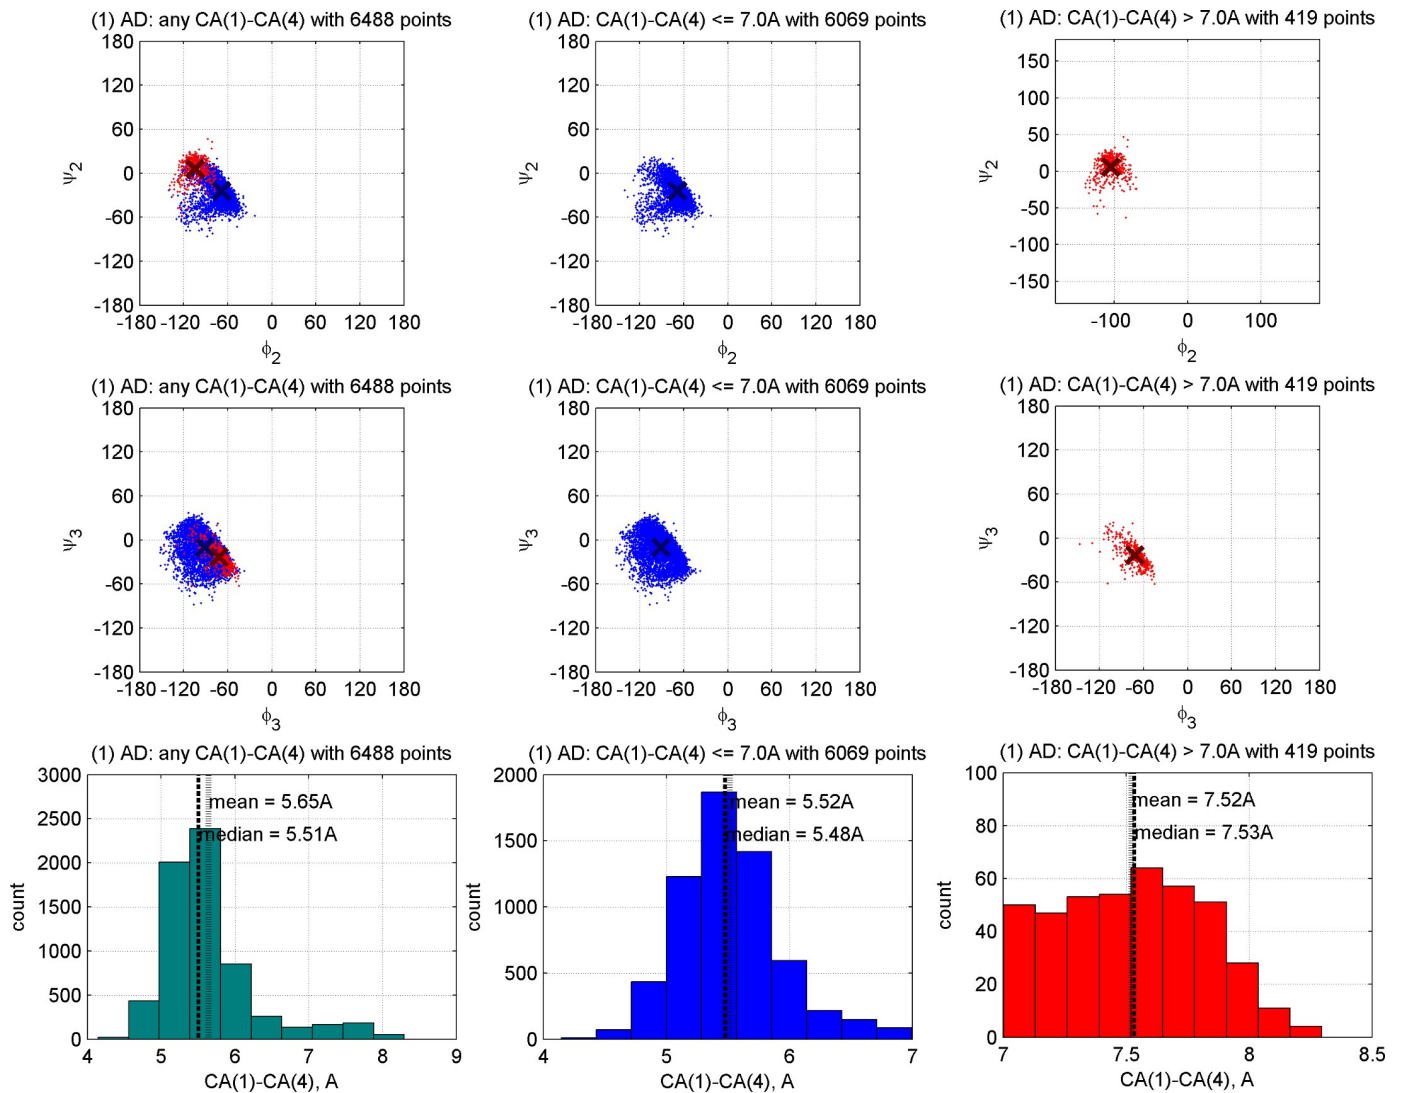 (1) AD: any CA(1)-CA(4) with 6488 points
180
120
60
0
-60
-120
-180
-180 -120 -60 0 60 120 180
Ψ2
ϕ2
(1) AD: CA(1)-CA(4) <= 7.0A with 6069 points
180
120
60
0
-60
-120
-180
-180 -120 -60 0 60 120 180
Ψ2
ϕ2
(1) AD: CA(1)-CA(4) > 7.0A with 419 points
150
100
50
0
-50
-100
-150
-100 0 100
Ψ2
ϕ2
(1) AD: any CA(1)-CA(4) with 6488 points
180
120
60
0
-60
-120
-180
-180 -120 -60 0 60 120 180
Ψ3
ϕ3
(1) AD: CA(1)-CA(4) <= 7.0A with 6069 points
180
120
60
0
-60
-120
-180
-180 -120 -60 0 60 120 180
Ψ3
ϕ3
(1) AD: CA(1)-CA(4) > 7.0A with 419 points
180
120
60
0
-60
-120
-180
-180 -120 -60 0 60 120 180
Ψ3
ϕ3
(1) AD: any CA(1)-CA(4) with 6488 points
3000
2500
2000
1500
1000
500
0
4 5 6 7 8 9
count
mean = 5.65A
median = 5.51A
CA(1)-CA(4), A
(1) AD: CA(1)-CA(4) <= 7.0A with 6069 points
2000
1500
1000
500
0
4 5 6 7
count
mean = 5.52A
median = 5.48A
CA(1)-CA(4), A
(1) AD: CA(1)-CA(4) > 7.0A with 419 points
100
80
60
40
20
0
7 7.5 8 8.5
count
mean = 7.52A
median = 7.53A
CA(1)-CA(4), A